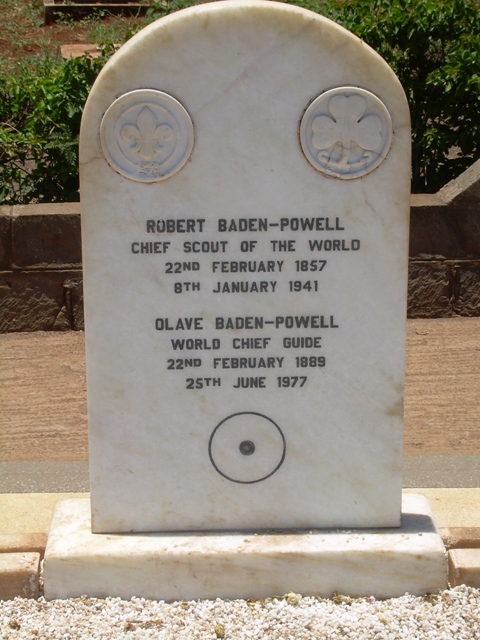 ROBERT BADEN-POWELL
CHIEF SCOUT OF THE WORLD
22ND FEBRUARY 1857
8TH JANUARY 1941
OLAVE BADEN-POWELL
WORLD CHIEF GUIDE
22ND FEBRUARY 1889
25TH JUNE 1977